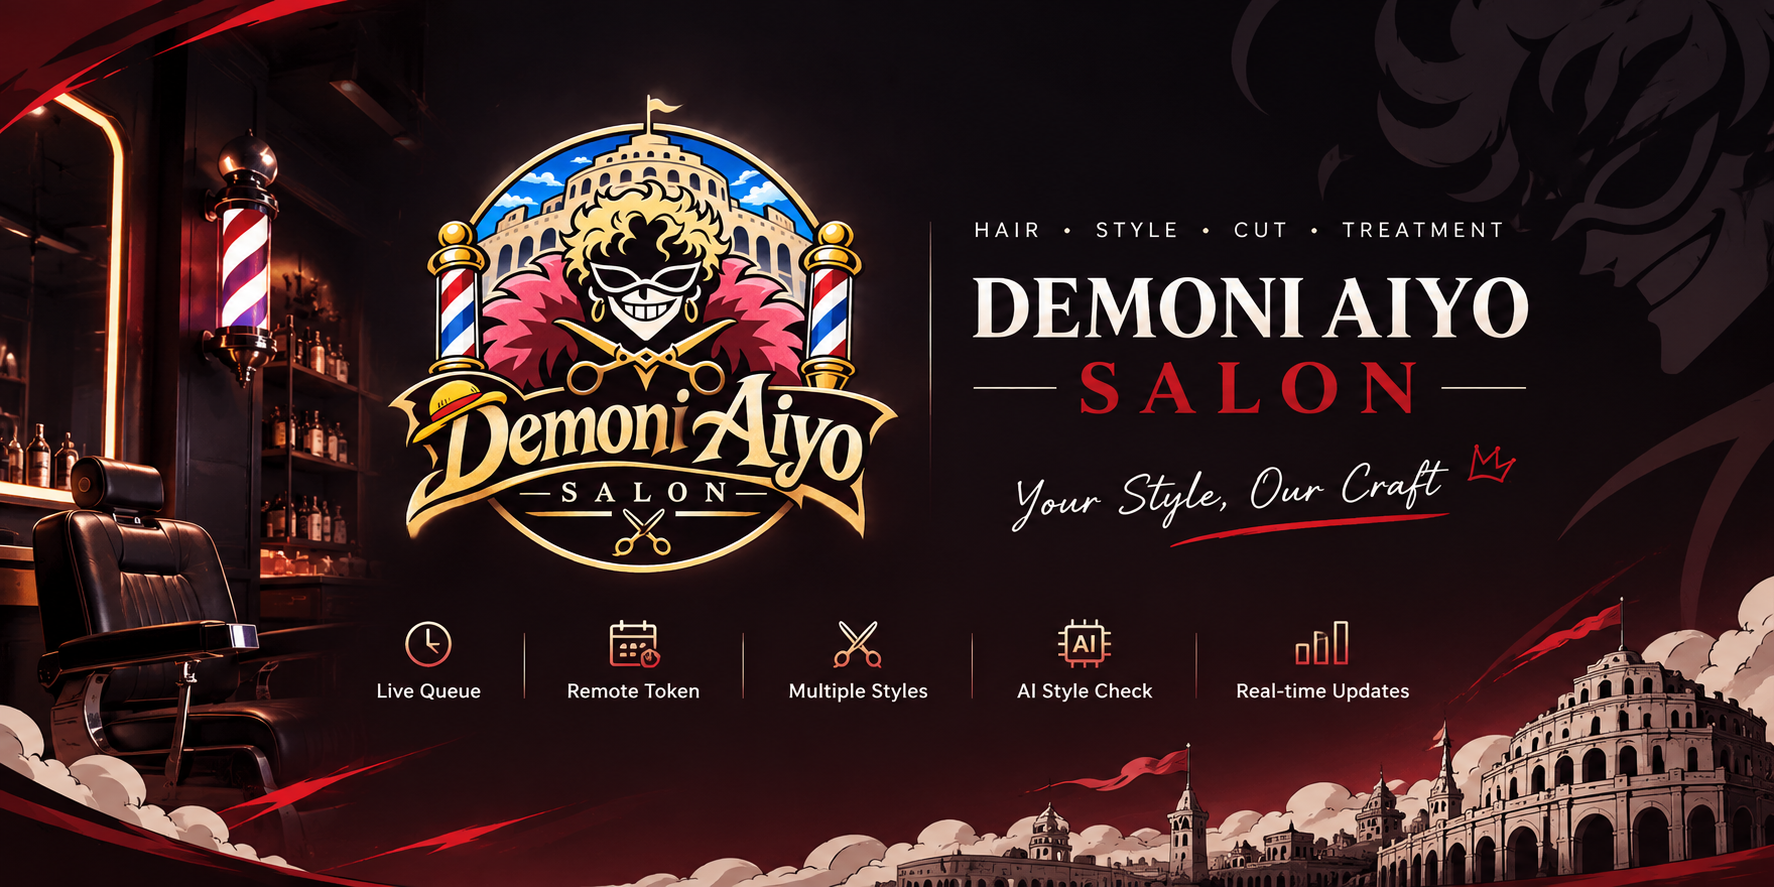 Demoni Aiyo
SALON
HAIR • STYLE • CUT • TREATMENT
DEMONI AIYO
SALON
Your Style, Our Craft
Live Queue
Remote Token
Multiple Styles
AI
AI Style Check
Real-time Updates